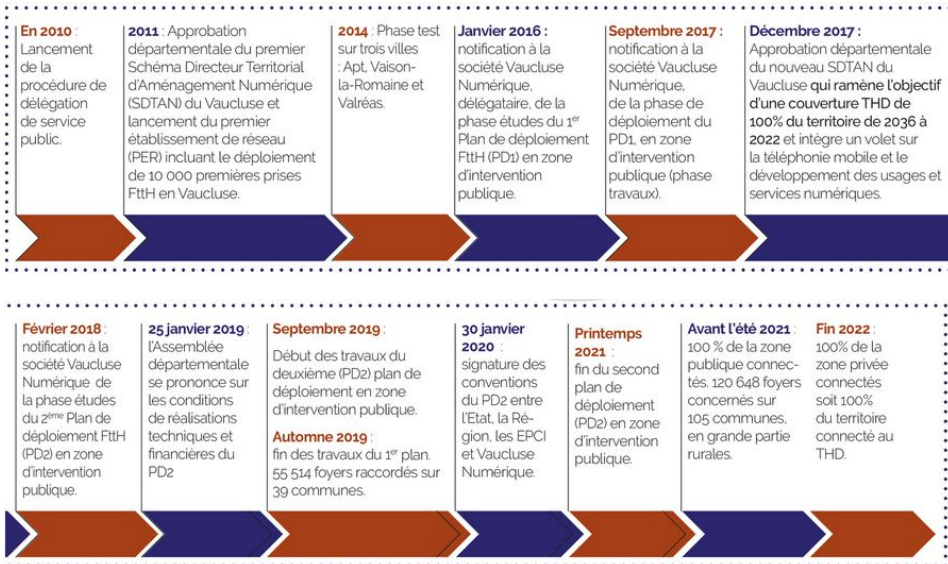 En 2010 :
Lancement
de la
procédure de
délégation
de service
public.
2011 : Approbation
départementale du premier
Schéma Directeur Territorial
d'Aménagement Numérique
(SDTAN) du Vaucluse et
lancement du premier
établissement de réseau
(PER) incluant le déploiement
de 10 000 premières prises
FttH en Vaucluse.
2014 : Phase test
sur trois villes
: Apt, Vaison-
la-Romaine et
Valréas.
Janvier 2016 :
notification à la
société Vaucluse
Numérique,
délégataire, de la
phase études du 1er
Plan de déploiement
FttH (PD1) en zone
d'intervention
publique.
Septembre 2017 :
notification à la
société Vaucluse
Numérique,
de la phase de
déploiement du
PD1, en zone
d'intervention
publique (phase
travaux).
Décembre 2017 :
Approbation départementale
du nouveau SDTAN du
Vaucluse qui ramène l'objectif
d'une couverture THD de
100% du territoire de 2036 à
2022 et intègre un volet sur
la téléphonie mobile et le
développement des usages et
services numériques.
Février 2018 :
notification à la
société Vaucluse
Numérique de
la phase études
du 2ème Plan de
déploiement FttH
(PD2) en zone
d'intervention
publique.
25 janvier 2019 :
l'Assemblée
départementale
se prononce sur
les conditions
de réalisations
techniques et
financières du
PD2
Septembre 2019 :
Début des travaux du
deuxième (PD2) plan de
déploiement en zone
d'intervention publique.
Automne 2019 :
fin des travaux du 1er plan.
55 514 foyers raccordés sur
39 communes.
30 janvier
2020 :
signature des
conventions
du PD2 entre
l'Etat, la Ré-
gion, les EPCI
et Vaucluse
Numérique.
Printemps
2021 :
fin du second
plan de
déploiement
(PD2) en zone
d'intervention
publique.
Avant l'été 2021 :
100 % de la zone
publique connec-
tés. 120 648 foyers
concernés sur
105 communes,
en grande partie
rurales.
Fin 2022 :
100% de la
zone privée
connectés
soit 100%
du territoire
connecté au
THD.